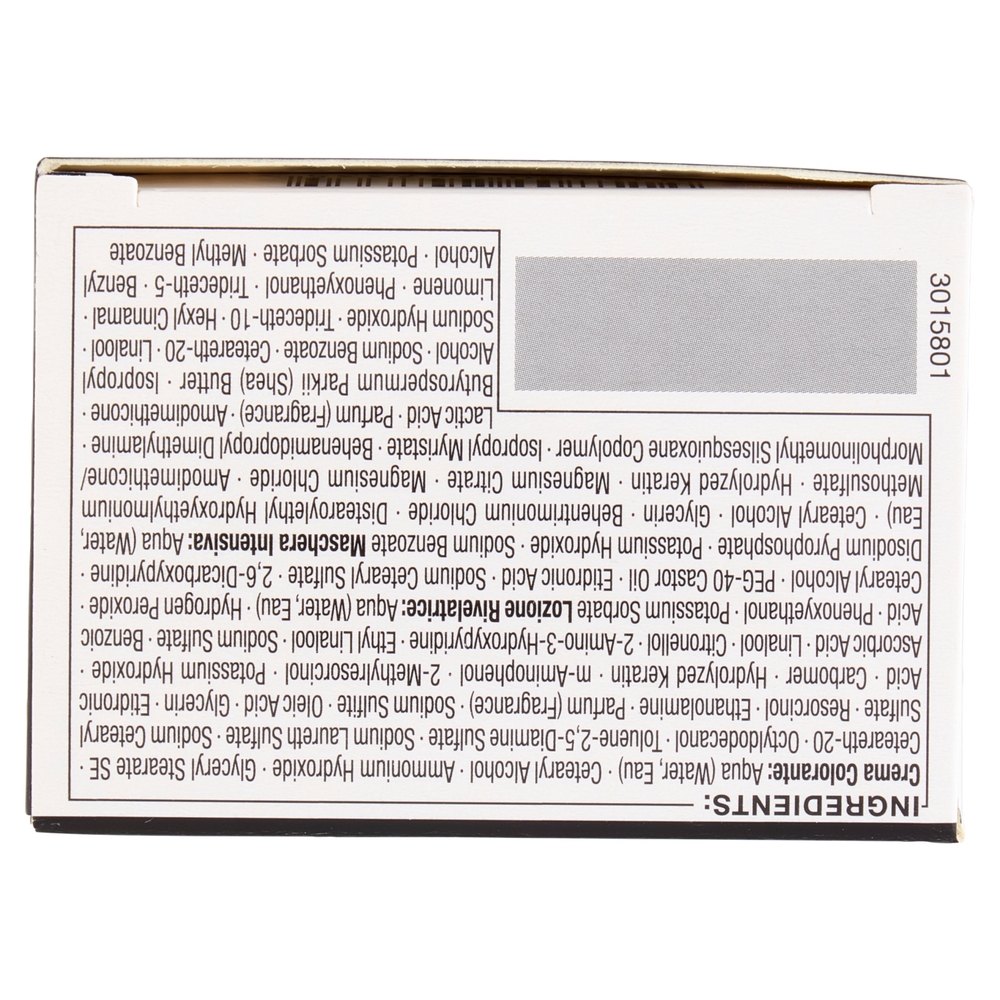 INGREDIENTS:
Crema Colorante: Aqua (Water, Eau) · Cetearyl Alcohol · Ammonium Hydroxide · Glyceryl Stearate SE ·
Ceteareth-20 · Octyldodecanol · Toluene-2,5-Diamine Sulfate · Sodium Laureth Sulfate · Sodium Cetearyl
Sulfate · Resorcinol · Ethanolamine · Parfum (Fragrance) · Sodium Sulfite · Oleic Acid · Glycerin · Etidronic
Acid · Carbomer · Hydrolyzed Keratin · m-Aminophenol · 2-Methylresorcinol · Potassium Hydroxide ·
Ascorbic Acid · Linalool · Citronellol · 2-Amino-3-Hydroxypyridine · Ethyl Linalool · Sodium Sulfate · Benzoic
Acid · Phenoxyethanol · Potassium Sorbate Lozione Rivelatrice: Aqua (Water, Eau) · Hydrogen Peroxide ·
Cetearyl Alcohol · PEG-40 Castor Oil · Etidronic Acid · Sodium Cetearyl Sulfate · 2,6-Dicarboxypyridine ·
Disodium Pyrophosphate · Potassium Hydroxide · Sodium Benzoate Maschera Intensiva: Aqua (Water,
Eau) · Cetearyl Alcohol · Glycerin · Behentrimonium Chloride · Distearoylethyl Hydroxyethylmonium
Methosulfate · Hydrolyzed Keratin · Magnesium Citrate · Magnesium Chloride · Amodimethicone/
Morpholinomethyl Silsesquioxane Copolymer · Isopropyl Myristate · Behenamidopropyl Dimethylamine ·
Lactic Acid · Parfum (Fragrance) · Amodimethicone ·
Butyrospermum Parkii (Shea) Butter · Isopropyl
Alcohol · Sodium Benzoate · Ceteareth-20 · Linalool ·
Sodium Hydroxide · Trideceth-10 · Hexyl Cinnamal ·
Limonene · Phenoxyethanol · Trideceth-5 · Benzyl
Alcohol · Potassium Sorbate · Methyl Benzoate
3015801